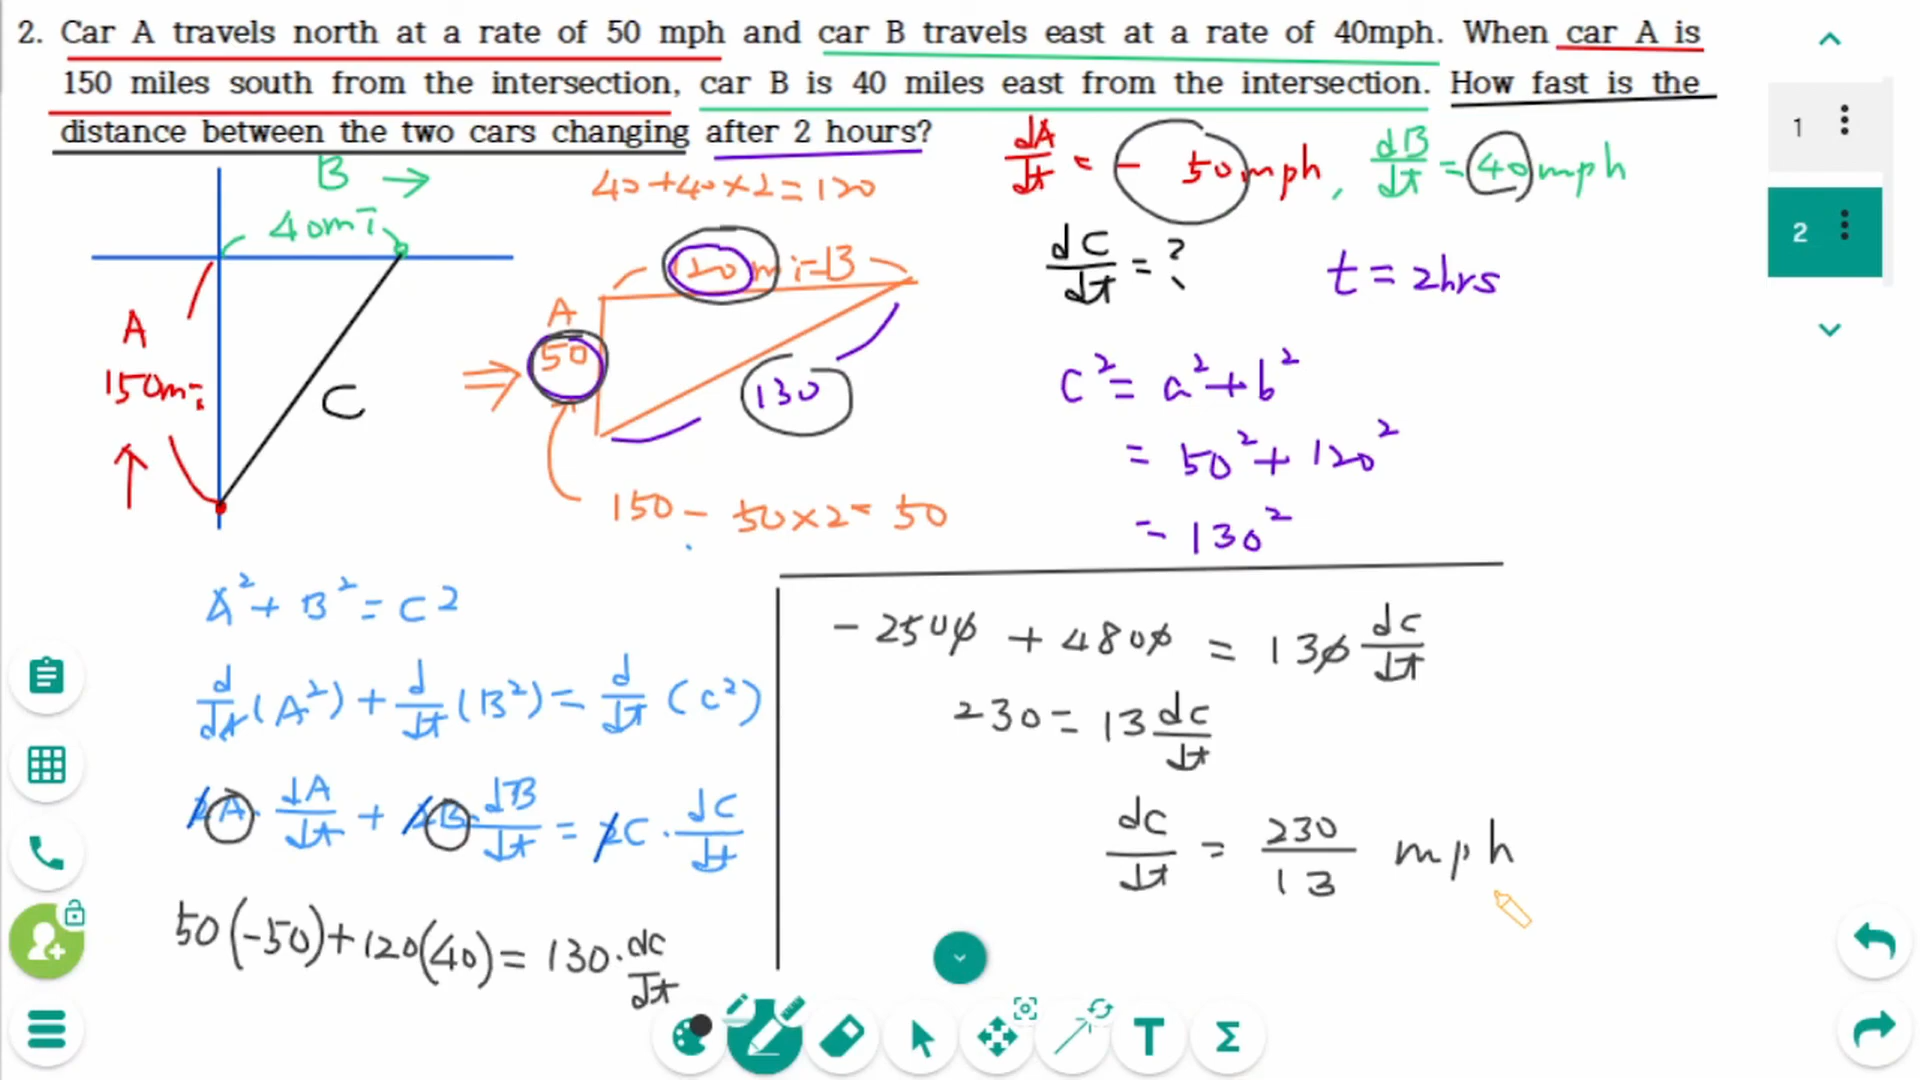 2. Car A travels north at a rate of 50 mph and car B travels east at a rate of 40mph. When car A is
150 miles south from the intersection, car B is 40 miles east from the intersection. How fast is the
distance between the two cars changing after 2 hours?
dA/dt = - 50mph, dB/dt = 40mph
dC/dt = ?
t = 2hrs
B →
40mi
A
150mi
↑
C
40+40×2=120
120mi=B
A
50
⇒
130
150 - 50×2=50
c² = a²+b²
= 50²+120²
= 130²
A²+B²=C2
d/dt(A²)+d/dt(B²)=d/dt(C²)
2A·dA/dt+2B·dB/dt=2C·dC/dt
50(-50)+120(40)=130·dC/dt
-2500+4800=130 dC/dt
230=13 dC/dt
dC/dt = 230/13 mph
1
2
T
Σ